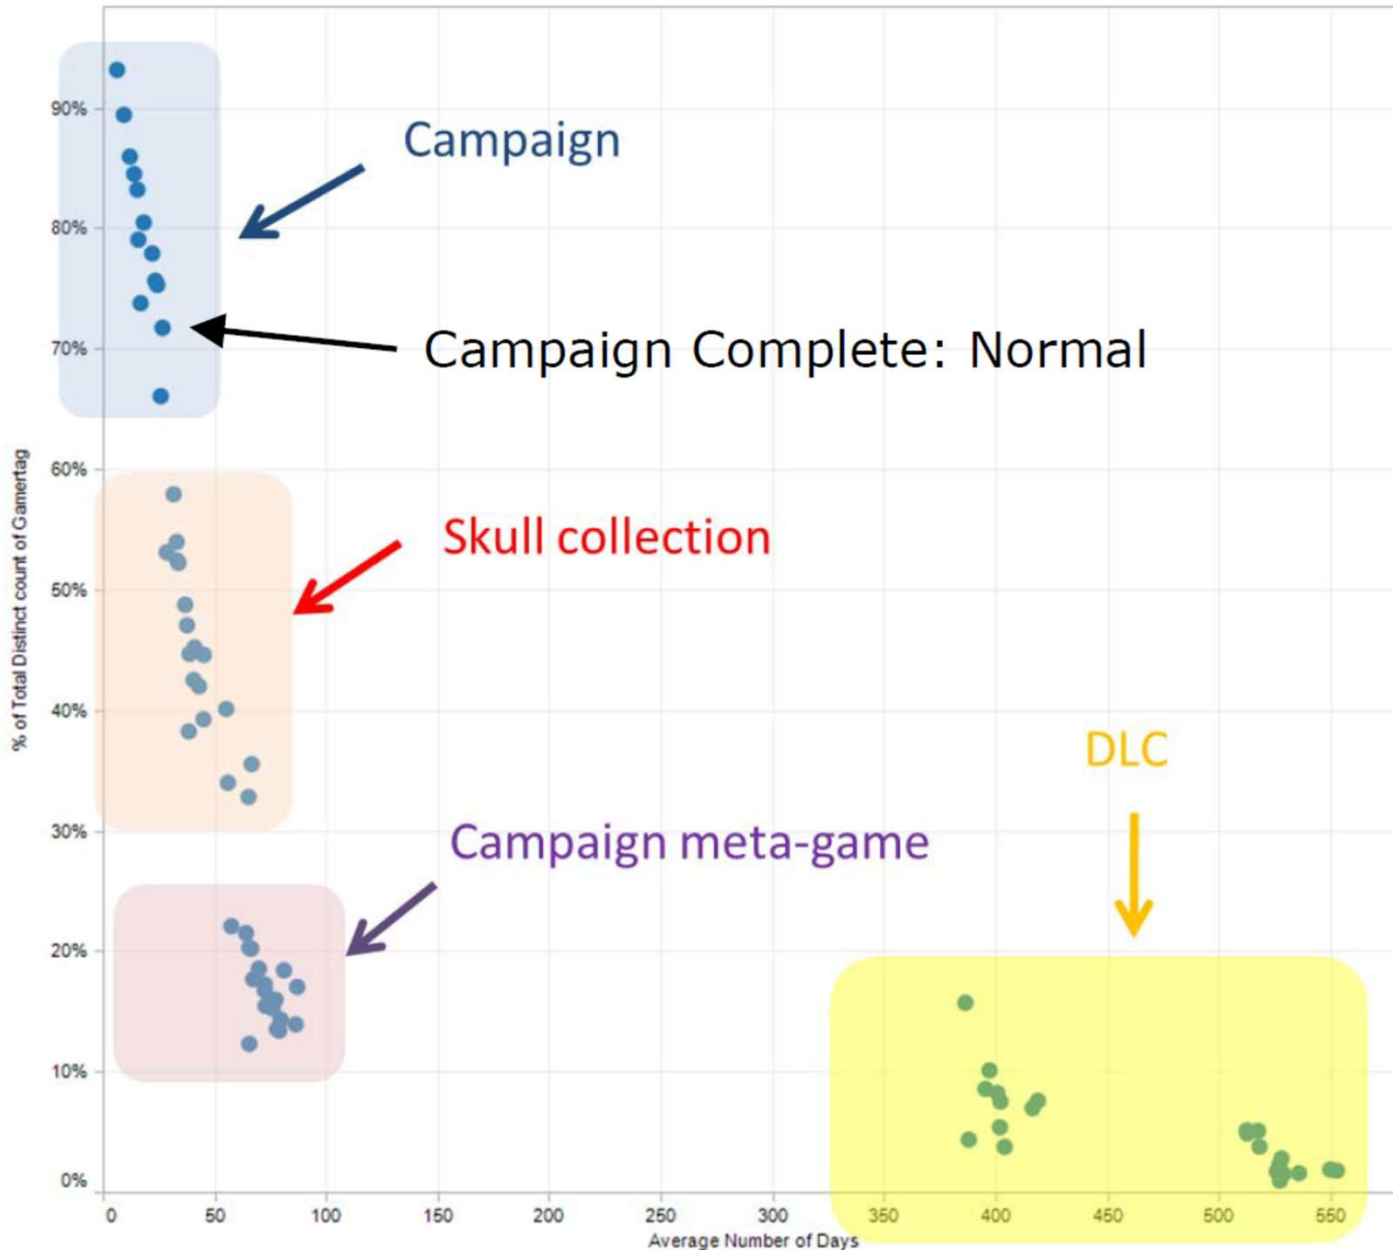 90%
Campaign
80%
Campaign Complete: Normal
70%
60%
% of Total Distinct count of Gamertag
Skull collection
50%
40%
DLC
30%
Campaign meta-game
20%
10%
0%
0 50 100 150 200 250 300 350 400 450 500 550
Average Number of Days